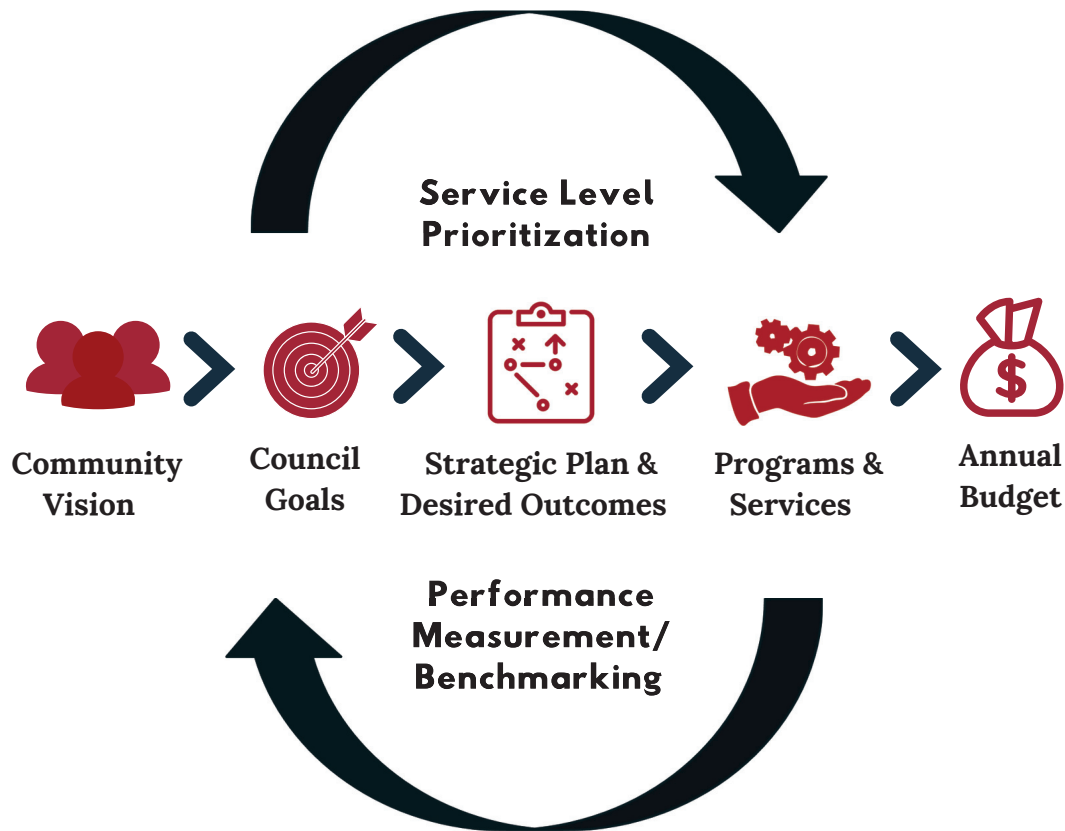 Service Level
Prioritization
Community
Vision
Council
Goals
Strategic Plan &
Desired Outcomes
Programs &
Services
$
Annual
Budget
Performance
Measurement/
Benchmarking